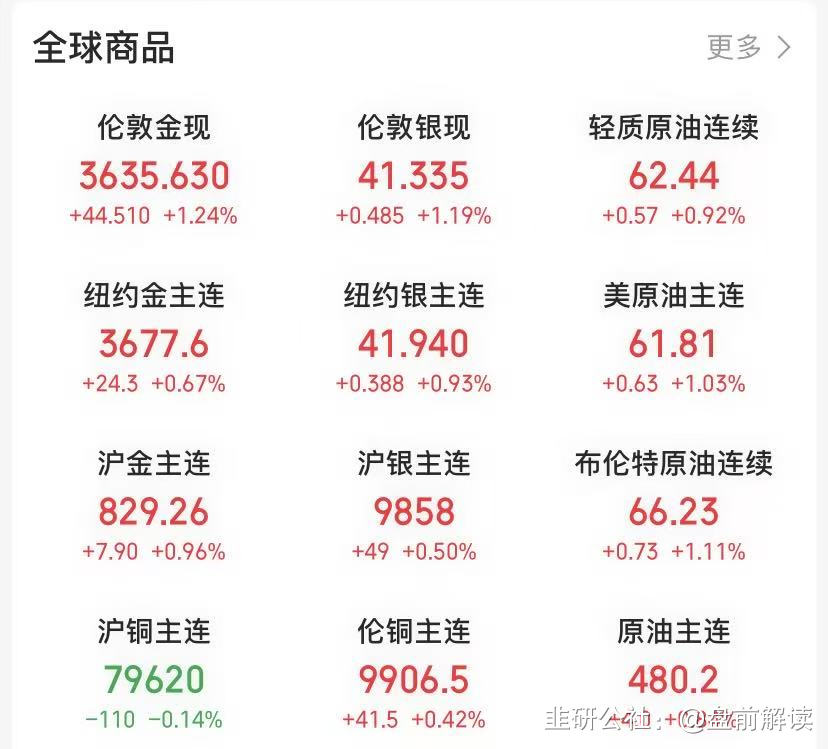 全球商品 更多
伦敦金现 伦敦银现 轻质原油连续
3635.630 41.335 62.44
+44.510 +1.24% +0.485 +1.19% +0.57 +0.92%
纽约金主连 纽约银主连 美原油主连
3677.6 41.940 61.81
+24.3 +0.67% +0.388 +0.93% +0.63 +1.03%
沪金主连 沪银主连 布伦特原油连续
829.26 9858 66.23
+7.90 +0.96% +49 +0.50% +0.73 +1.11%
沪铜主连 伦铜主连 原油主连
79620 9906.5 480.2
-110 -0.14% +41.5 +0.42%
韭研公社:@盘前解读